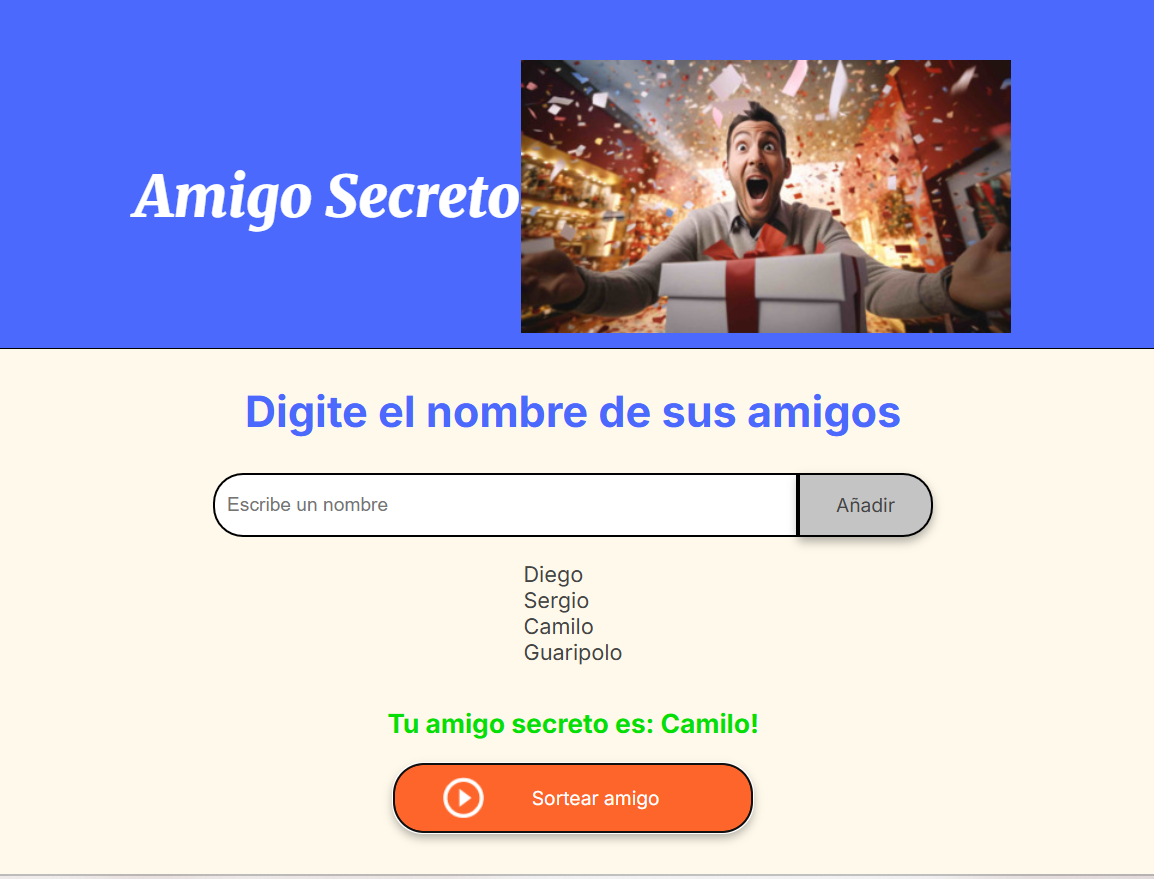 Amigo Secreto
Digite el nombre de sus amigos
Escribe un nombre
Añadir
Diego
Sergio
Camilo
Guaripolo
Tu amigo secreto es: Camilo!
Sortear amigo